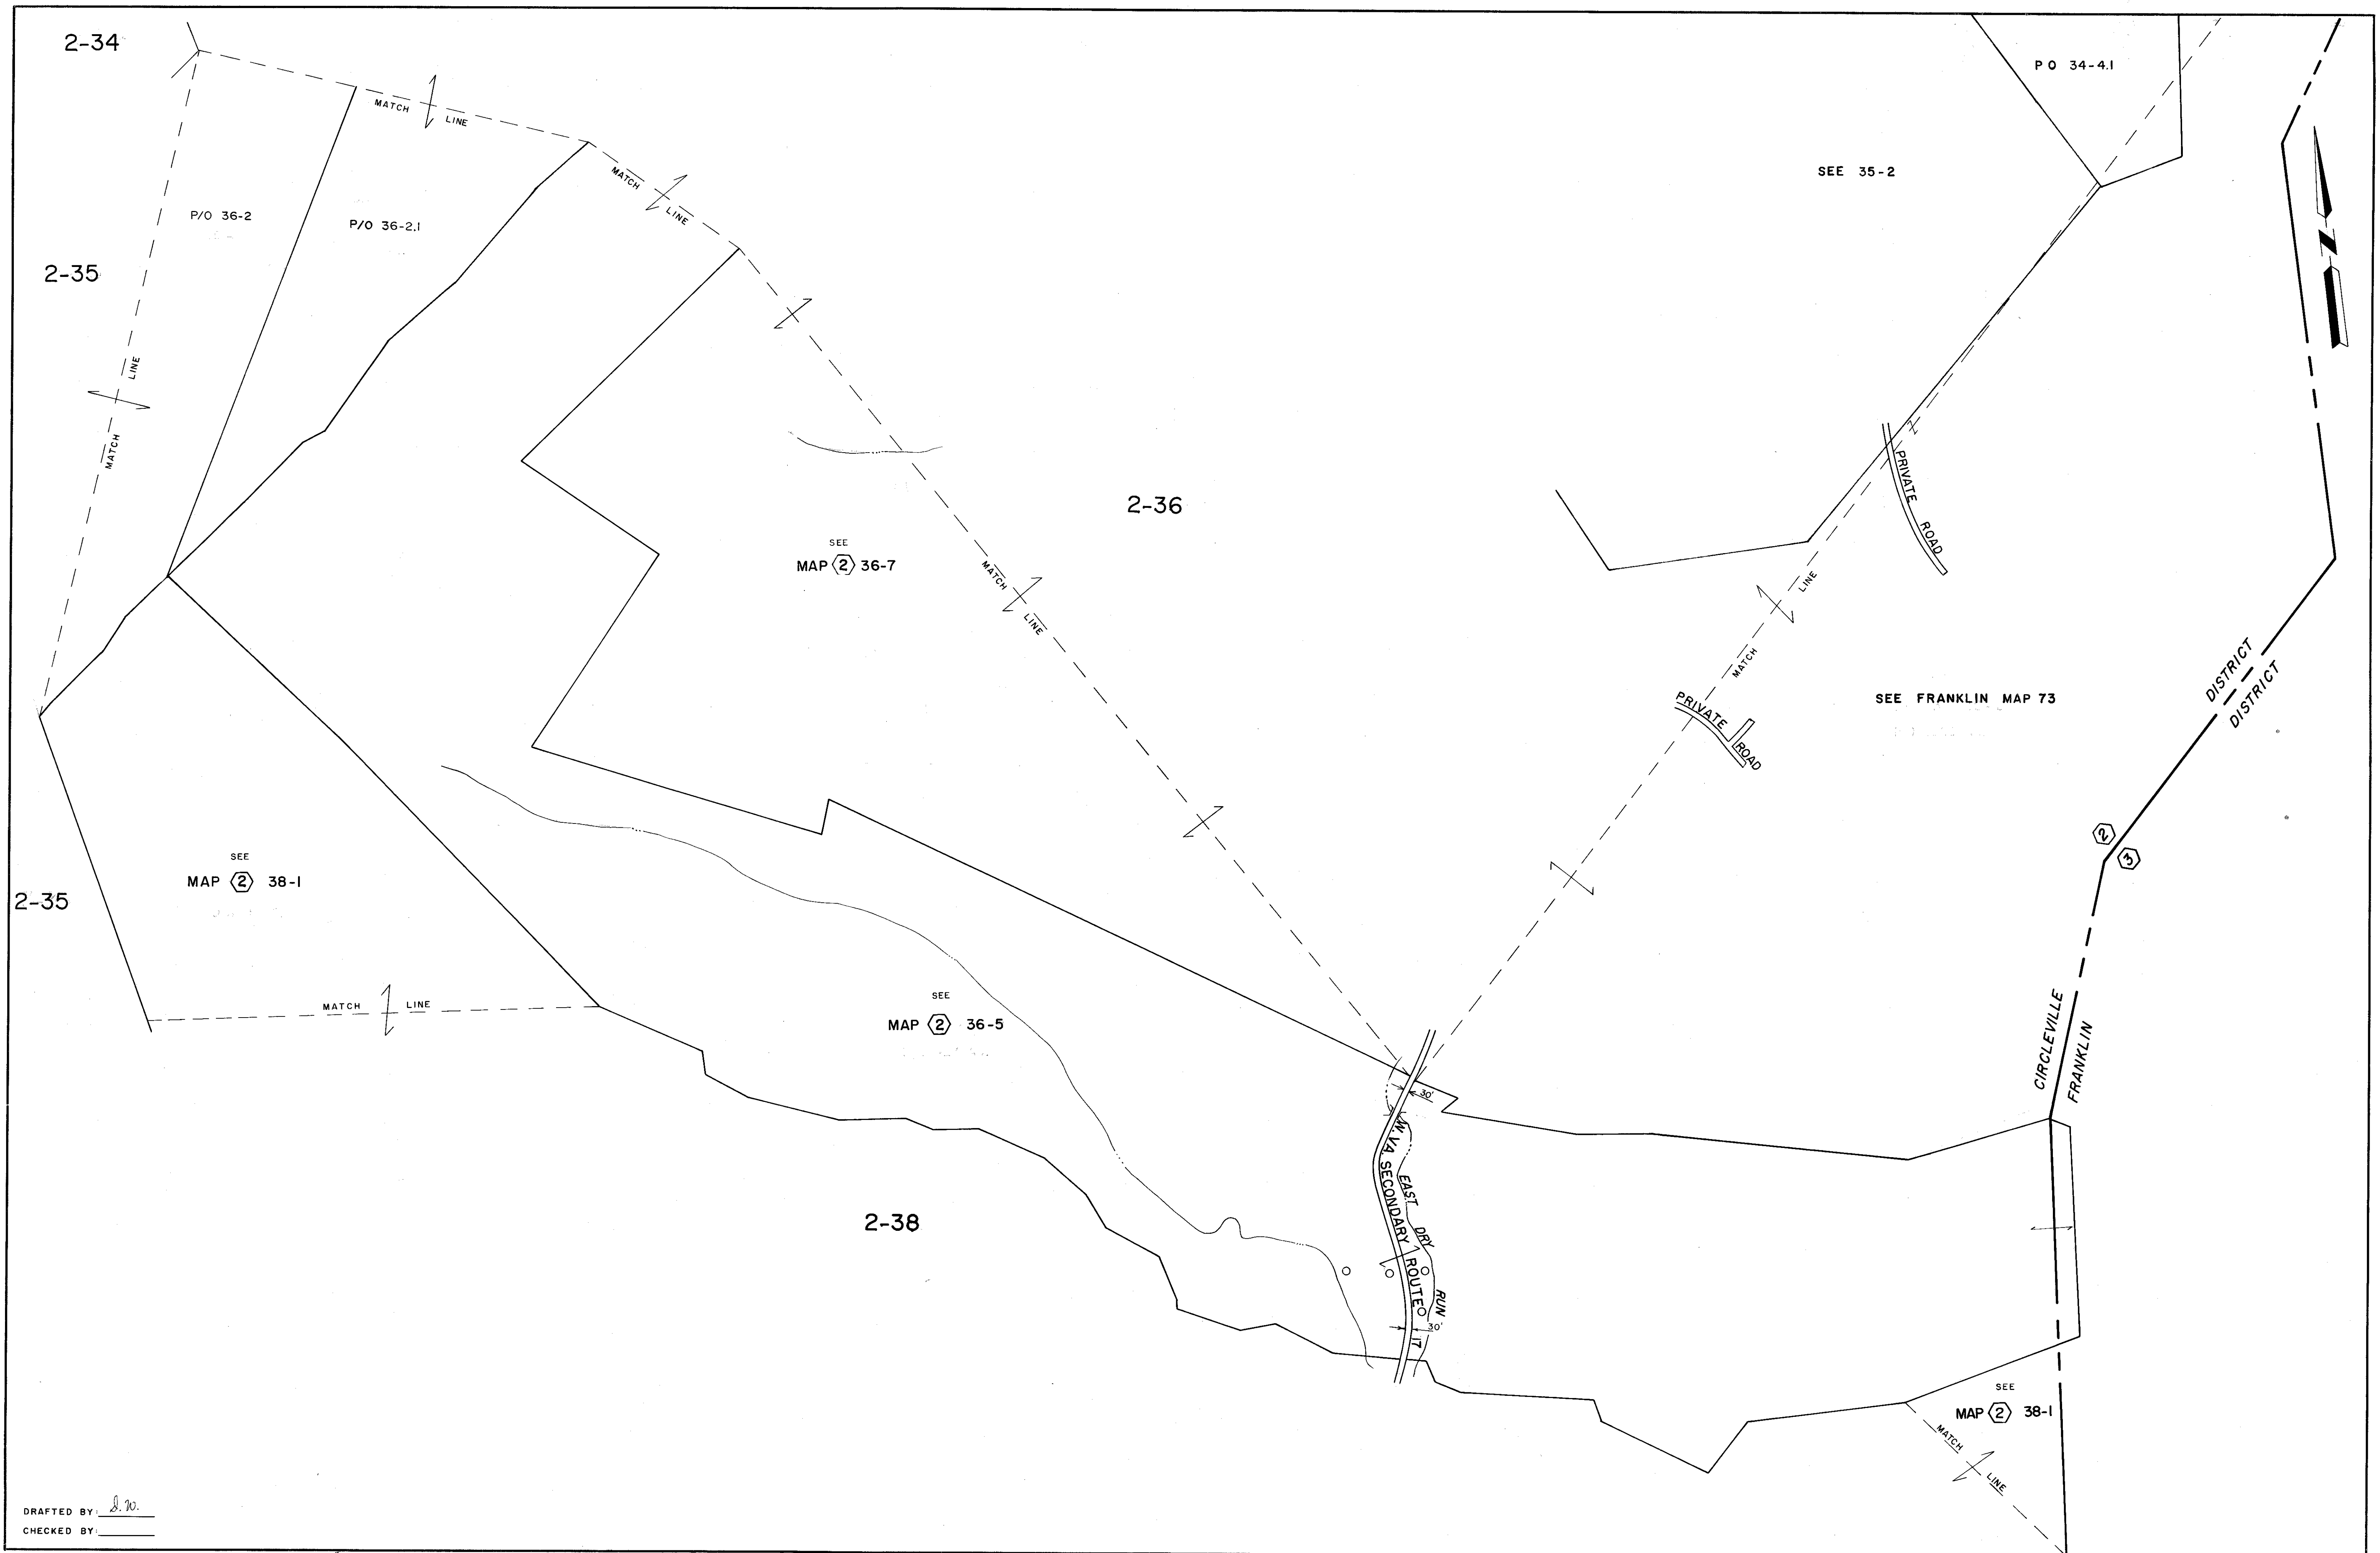 2-34
P O 34-4.1
MATCH LINE
SEE 35-2
MATCH LINE
P/O 36-2
P/O 36-2.1
N
2-35
MATCH LINE
2-36
PRIVATE ROAD
SEE
MAP 2 36-7
MATCH LINE
MATCH LINE
PRIVATE ROAD
SEE FRANKLIN MAP 73
DISTRICT
DISTRICT
2
3
SEE
MAP 2 38-1
2-35
MATCH LINE
SEE
MAP 2 36-5
CIRCLEVILLE
FRANKLIN
30'
W. VA. SECONDARY ROUTE 17
EAST DRY RUN
30'
2-38
SEE
MAP 2 38-1
MATCH LINE
DRAFTED BY: S.W.
CHECKED BY: